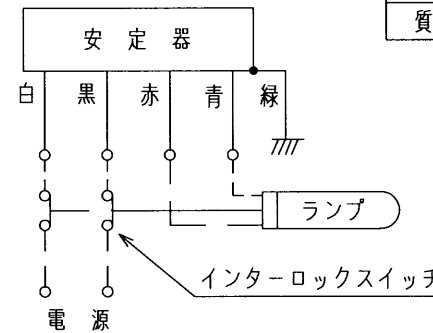 質
安定器
白 黒 赤 青 緑
ランプ
インターロックスイッチ
電源